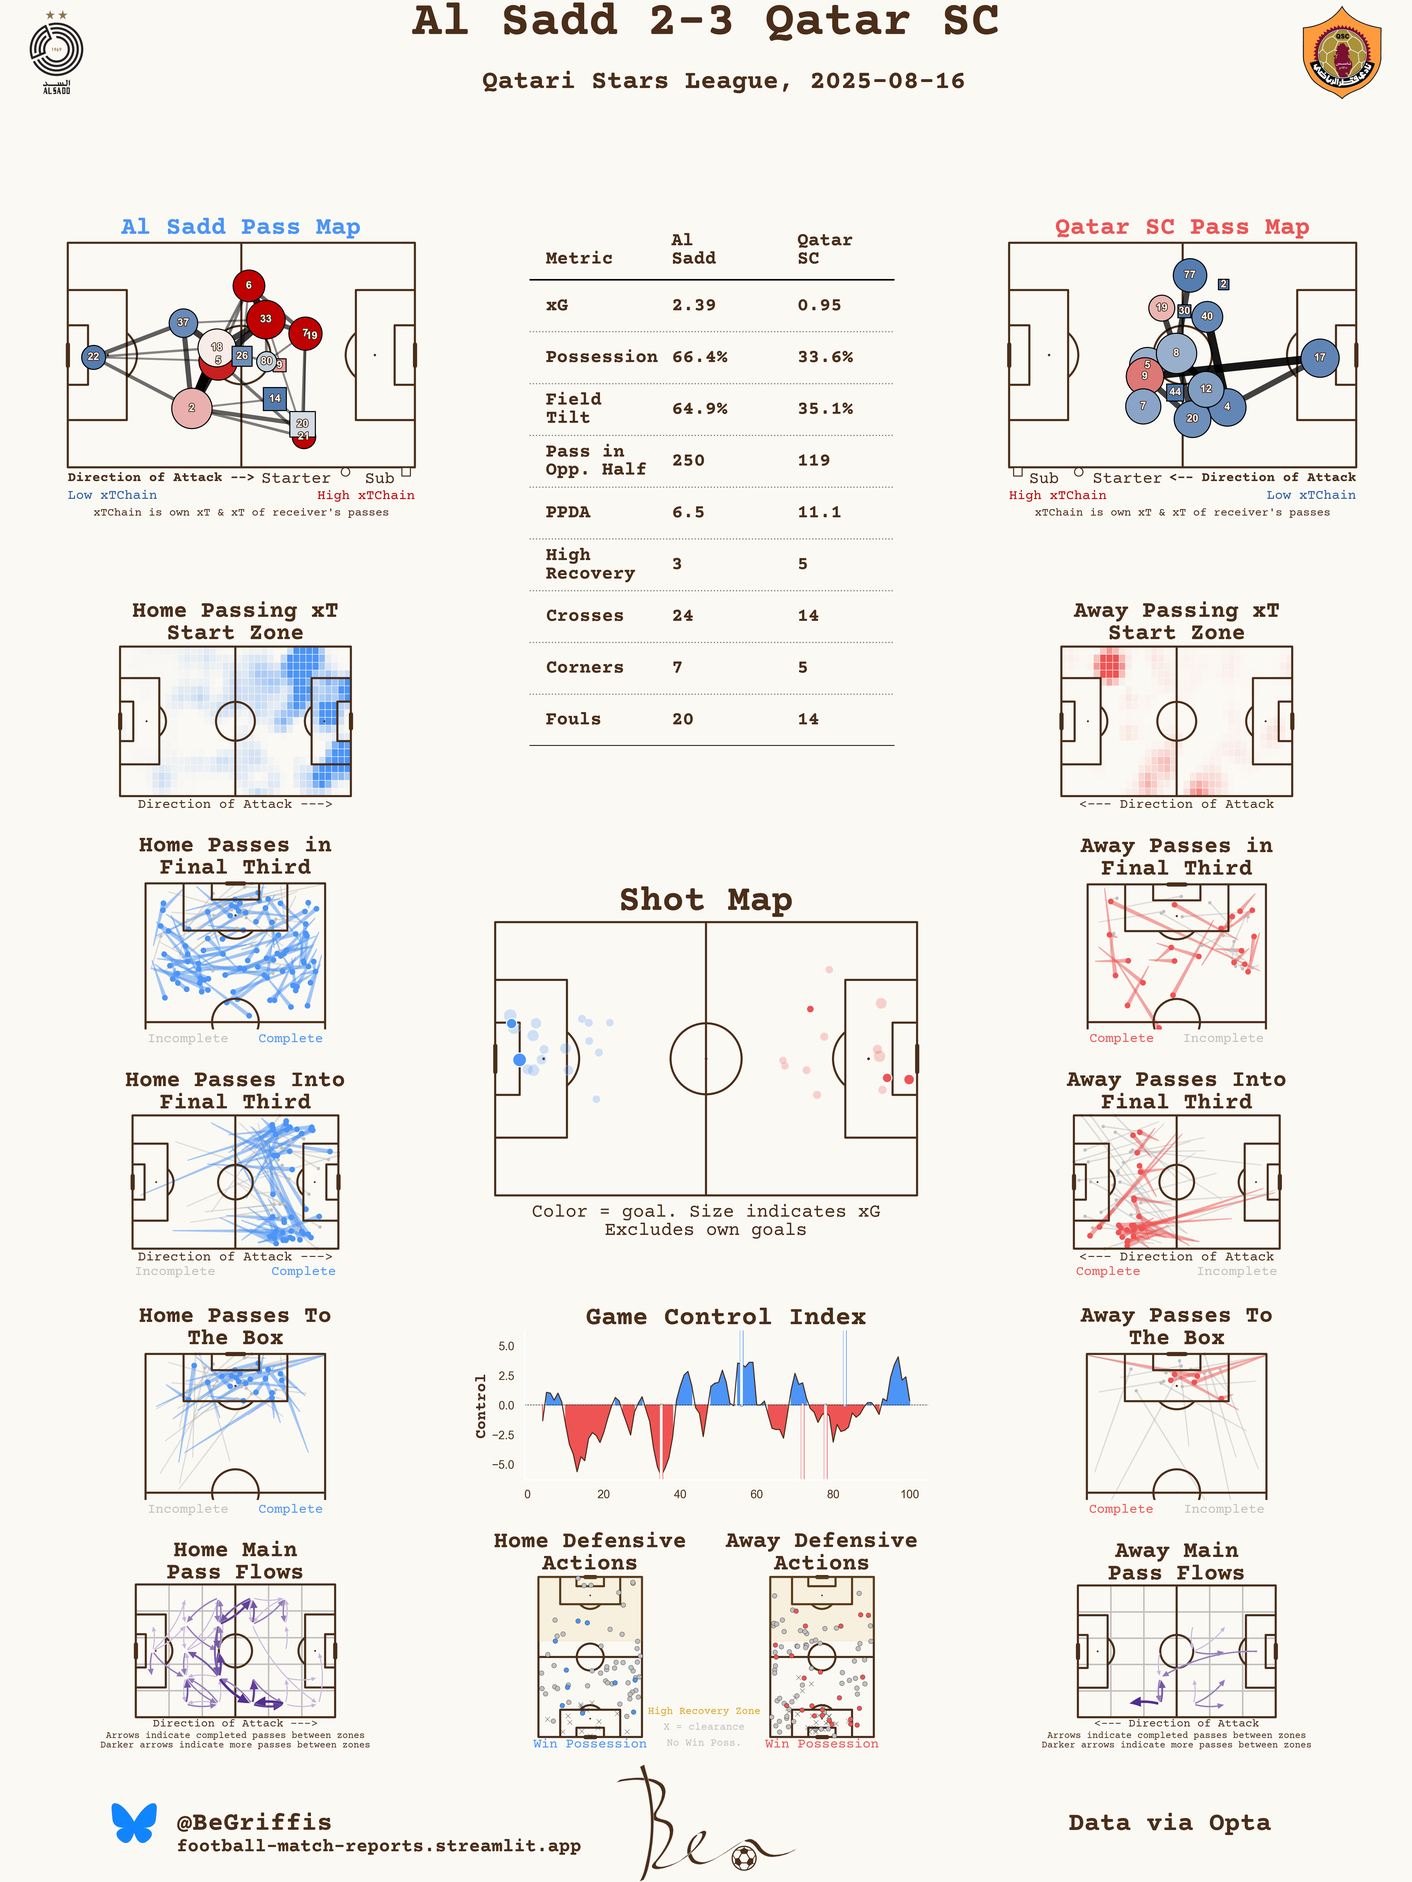 Al Sadd 2-3 Qatar SC
Qatari Stars League, 2025-08-16
1969
السد
AL SADD
QSC
Al Sadd Pass Map
6
33
7
19
37
18
5
26
80
9
22
2
14
20
21
Direction of Attack --> Starter Sub
Low xTChain High xTChain
xTChain is own xT & xT of receiver's passes
Metric Al Sadd Qatar SC
xG 2.39 0.95
Possession 66.4% 33.6%
Field Tilt 64.9% 35.1%
Pass in Opp. Half 250 119
PPDA 6.5 11.1
High Recovery 3 5
Crosses 24 14
Corners 7 5
Fouls 20 14
Qatar SC Pass Map
77
2
19
30
40
8
5
9
17
44
12
7
20
4
Sub Starter <-- Direction of Attack
High xTChain Low xTChain
xTChain is own xT & xT of receiver's passes
Home Passing xT
Start Zone
Direction of Attack --->
Away Passing xT
Start Zone
<--- Direction of Attack
Home Passes in
Final Third
Incomplete Complete
Away Passes in
Final Third
Complete Incomplete
Shot Map
Color = goal. Size indicates xG
Excludes own goals
Home Passes Into
Final Third
Direction of Attack --->
Incomplete Complete
Away Passes Into
Final Third
<--- Direction of Attack
Complete Incomplete
Home Passes To
The Box
Incomplete Complete
Game Control Index
Control
5.0
2.5
0.0
−2.5
−5.0
0 20 40 60 80 100
Away Passes To
The Box
Complete Incomplete
Home Main
Pass Flows
Direction of Attack --->
Arrows indicate completed passes between zones
Darker arrows indicate more passes between zones
Home Defensive
Actions
Win Possession
High Recovery Zone
X = clearance
No Win Poss.
Away Defensive
Actions
Win Possession
Away Main
Pass Flows
<--- Direction of Attack
Arrows indicate completed passes between zones
Darker arrows indicate more passes between zones
@BeGriffis
football-match-reports.streamlit.app
Ben
Data via Opta